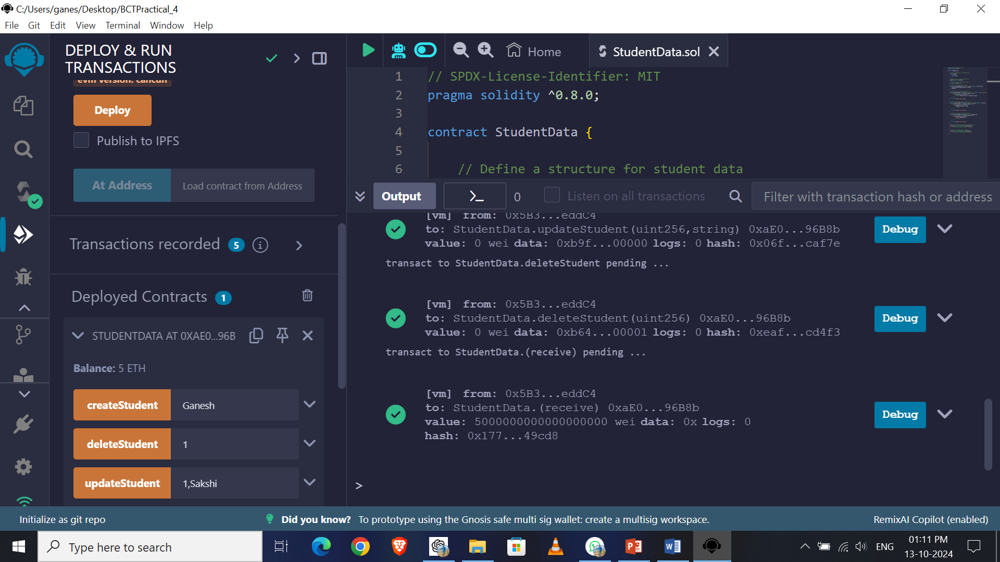 C:/Users/ganes/Desktop/BCTPractical_4
File Git Edit View Terminal Window Help
DEPLOY & RUN
TRANSACTIONS
evm version: cancun
Deploy
Publish to IPFS
At Address
Load contract from Address
Transactions recorded 5
Deployed Contracts 1
STUDENTDATA AT 0XAE0...96B
Balance: 5 ETH
createStudent Ganesh
deleteStudent 1
updateStudent 1,Sakshi
Home
StudentData.sol
1 // SPDX-License-Identifier: MIT
2 pragma solidity ^0.8.0;
3
4 contract StudentData {
5
6 // Define a structure for student data
Output >_ 0 Listen on all transactions Filter with transaction hash or address
[vm] from: 0x5B3...eddC4
to: StudentData.updateStudent(uint256,string) 0xaE0...96B8b
value: 0 wei data: 0xb9f...00000 logs: 0 hash: 0x06f...caf7e
Debug
transact to StudentData.deleteStudent pending ...
[vm] from: 0x5B3...eddC4
to: StudentData.deleteStudent(uint256) 0xaE0...96B8b
value: 0 wei data: 0xb64...00001 logs: 0 hash: 0xeaf...cd4f3
Debug
transact to StudentData.(receive) pending ...
[vm] from: 0x5B3...eddC4
to: StudentData.(receive) 0xaE0...96B8b
value: 5000000000000000000 wei data: 0x logs: 0
hash: 0x177...49cd8
Debug
>
Initialize as git repo
Did you know? To prototype using the Gnosis safe multi sig wallet: create a multisig workspace.
RemixAI Copilot (enabled)
Type here to search
ENG
01:11 PM
13-10-2024